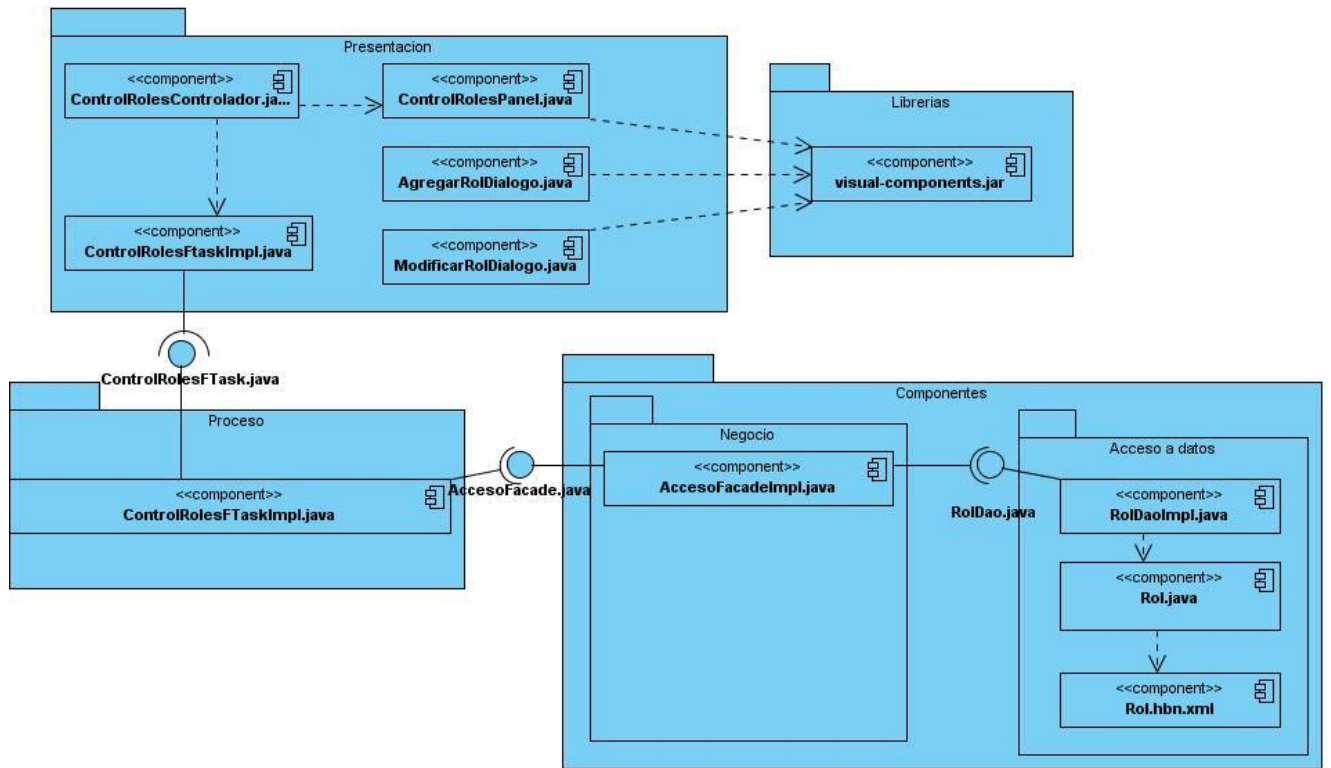 Presentacion
<<component>>
ControlRolesControlador.ja...
<<component>>
ControlRolesPanel.java
<<component>>
AgregarRolDialogo.java
<<component>>
ControlRolesFtaskImpl.java
<<component>>
ModificarRolDialogo.java
Librerias
<<component>>
visual-components.jar
ControlRolesFTask.java
Proceso
<<component>>
ControlRolesFTaskImpl.java
AccesoFacade.java
Componentes
Negocio
<<component>>
AccesoFacadeImpl.java
RolDao.java
Acceso a datos
<<component>>
RolDaoImpl.java
<<component>>
Rol.java
<<component>>
Rol.hbn.xml